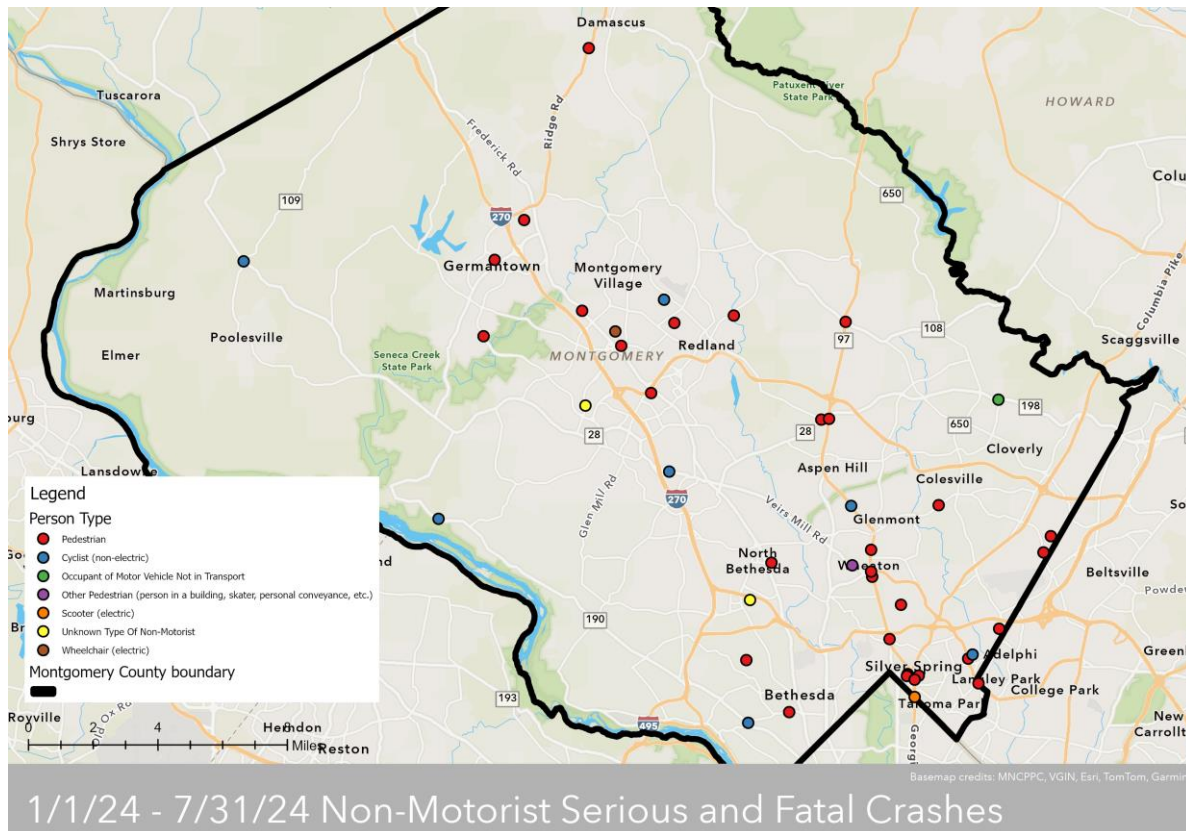 Damascus
Tuscarora
Patuxent River
State Park
HOWARD
Shrys Store
Frederick Rd
Ridge Rd
650
109
270
Germantown
Montgomery
Village
Martinsburg
Columbia Pike
Poolesville
Elmer
Seneca Creek
State Park
MONTGOMERY
Redland
97
108
Scaggsville
198
28
28
650
Cloverly
Lansdowne
Aspen Hill
Colesville
Glen Mill Rd
270
Veirs Mill Rd
Glenmont
North
Bethesda
Wheaton
Beltsville
190
Adelphi
Silver Spring
Langley Park
College Park
193
Bethesda
Takoma Park
495
New
Carrollt
Legend
Person Type
Pedestrian
Cyclist (non-electric)
Occupant of Motor Vehicle Not in Transport
Other Pedestrian (person in a building, skater, personal conveyance, etc.)
Scooter (electric)
Unknown Type Of Non-Motorist
Wheelchair (electric)
Montgomery County boundary
Royville
Old Ox Rd
Herndon
Reston
0 2 4 8
Miles
Basemap credits: MNCPPC, VGIN, Esri, TomTom, Garmin
1/1/24 - 7/31/24 Non-Motorist Serious and Fatal Crashes